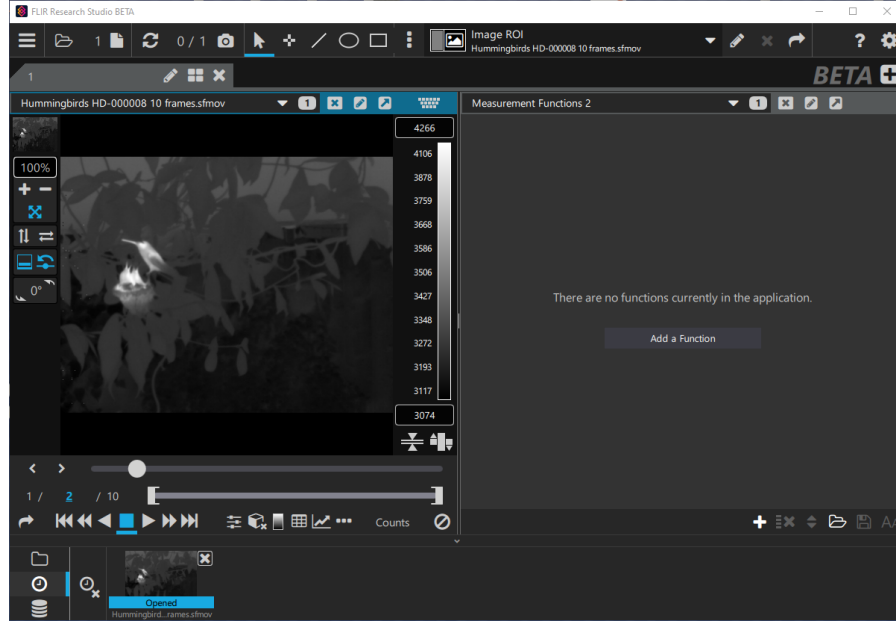 FLIR Research Studio BETA
1
0 / 1
Image ROI
Hummingbirds HD-000008 10 frames.sfmov
?
1
BETA
Hummingbirds HD-000008 10 frames.sfmov
1
Measurement Functions 2
1
100%
0°
4266
4106
3878
3759
3668
3586
3506
3427
3348
3272
3193
3117
3074
There are no functions currently in the application.
Add a Function
1 / 2 / 10
Counts
Opened
Hummingbird...rames.sfmov